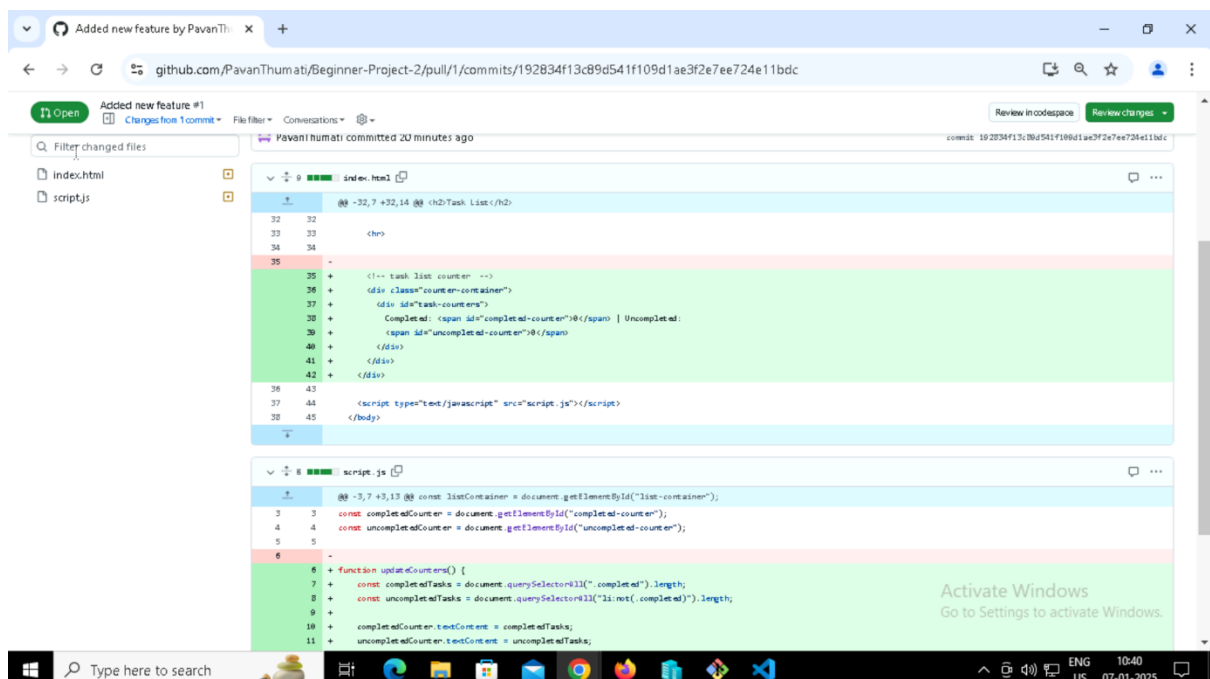 Added new feature by PavanTh
github.com/PavanThumati/Beginner-Project-2/pull/1/commits/192834f13c89d541f109d1ae3f2e7ee724e11bdc
Open
Added new feature #1
Changes from 1 commit
File filter
Conversations
Review in codespace
Review changes
Filter changed files
PavanThumati committed 20 minutes ago
commit 192834f13c89d541f109d1ae3f2e7ee724e11bdc
index.html
script.js
9 index.html
@@ -32,7 +32,14 @@ <h2>Task List</h2>
32 32
33 33 <hr>
34 34
35 -
35 + <!-- task list counter -->
36 + <div class="counter-container">
37 + <div id="task-counters">
38 + Completed: <span id="completed-counter">0</span> | Uncompleted:
39 + <span id="uncompleted-counter">0</span>
40 + </div>
41 + </div>
42 + </div>
36 43
37 44 <script type="text/javascript" src="script.js"></script>
38 45 </body>
script.js
@@ -3,7 +3,13 @@ const listContainer = document.getElementById("list-container");
3 3 const completedCounter = document.getElementById("completed-counter");
4 4 const uncompletedCounter = document.getElementById("uncompleted-counter");
5 5
6 -
6 + function updateCounters() {
7 + const completedTasks = document.querySelectorAll(".completed").length;
8 + const uncompletedTasks = document.querySelectorAll("li:not(.completed)").length;
9 +
10 + completedCounter.textContent = completedTasks;
11 + uncompletedCounter.textContent = uncompletedTasks;
Activate Windows
Go to Settings to activate Windows.
Type here to search
ENG
US
10:40
07-01-2025